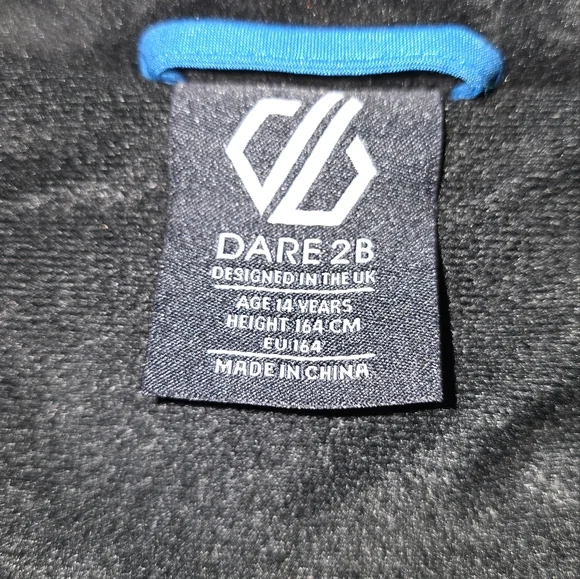 DARE 2B
DESIGNED IN THE UK
AGE 14 YEARS
HEIGHT 164 CM
EU 164
MADE IN CHINA